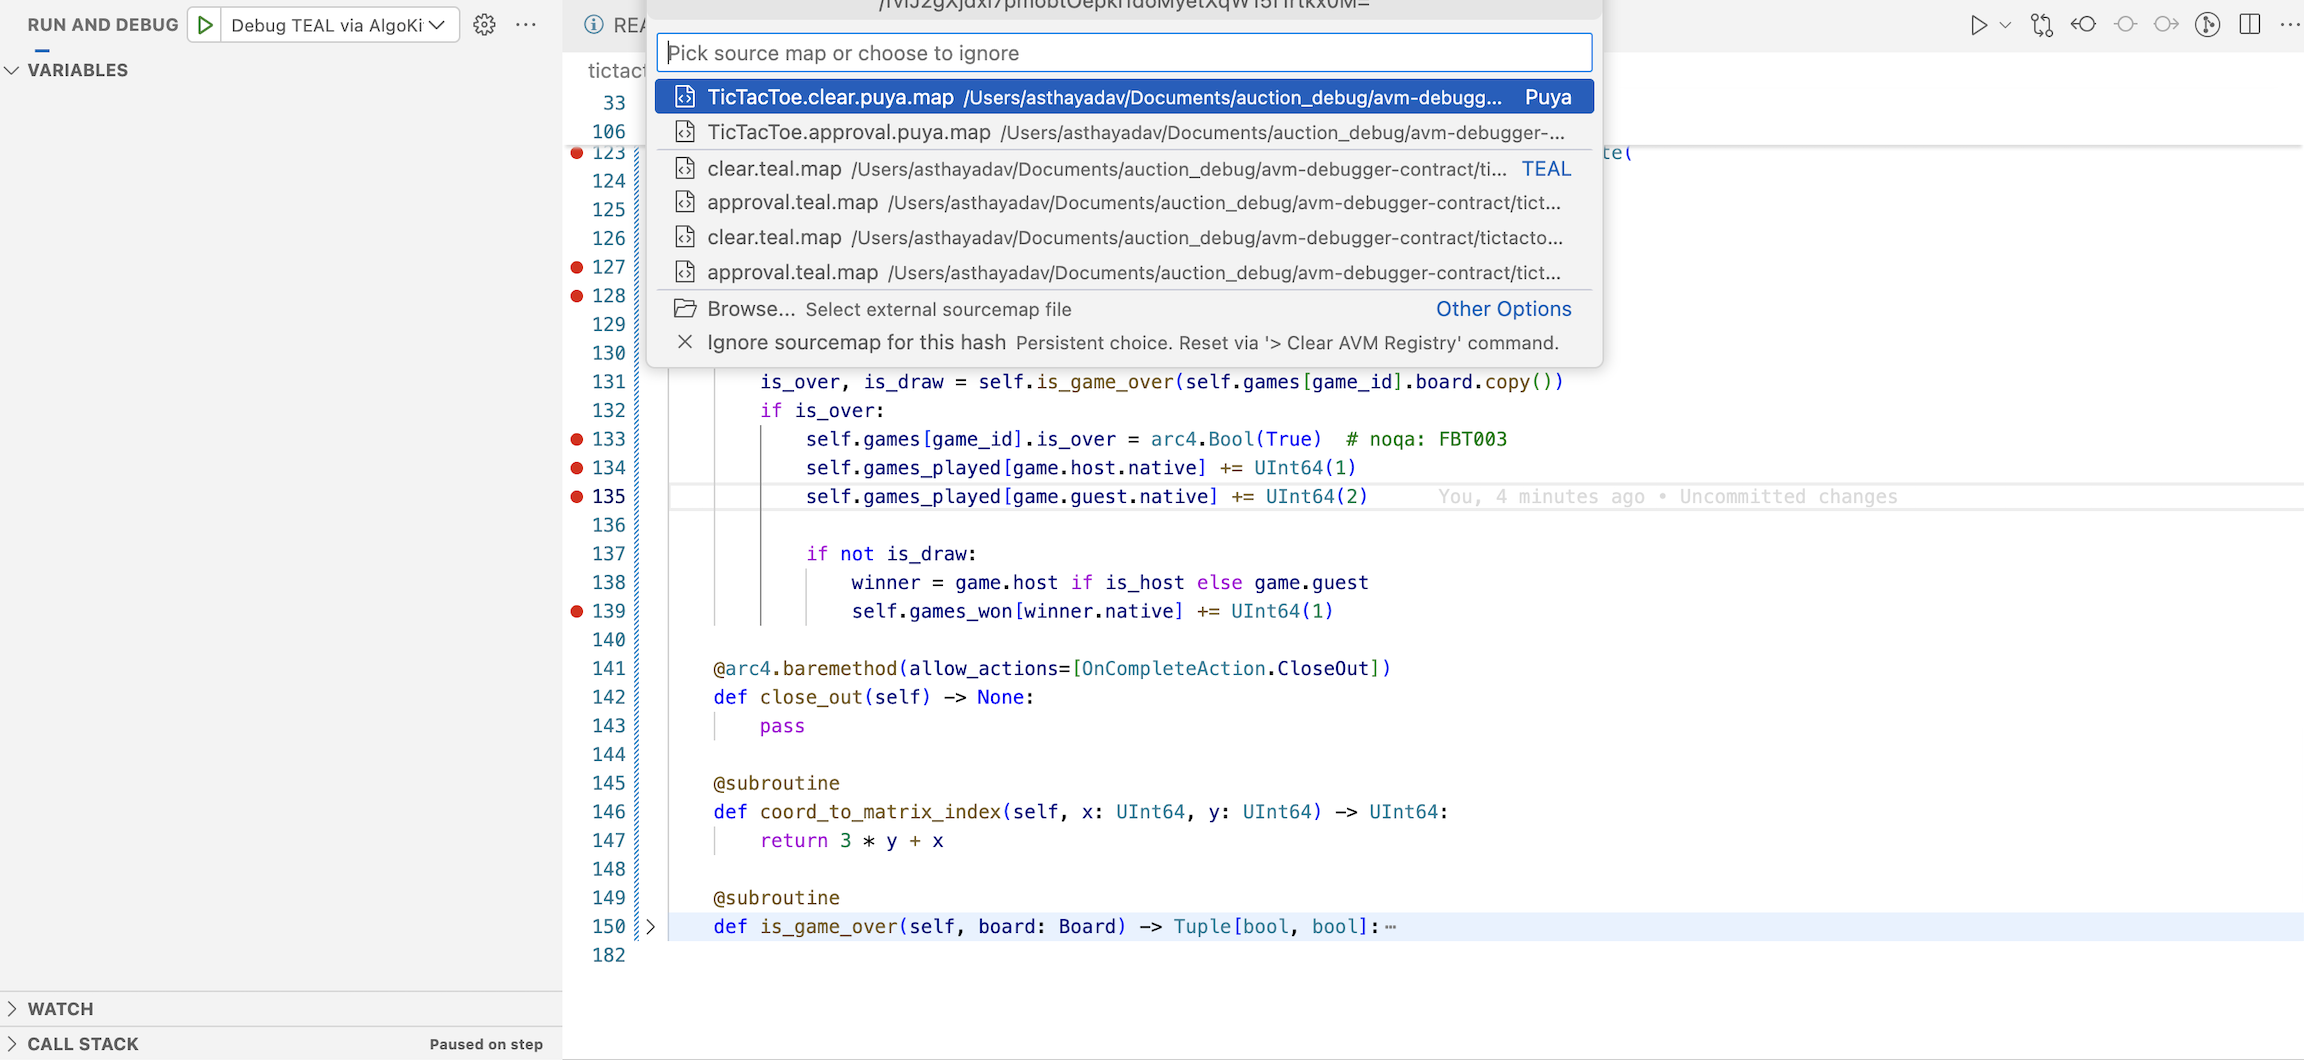 RUN AND DEBUG
Debug TEAL via AlgoKi
VARIABLES
WATCH
CALL STACK
Paused on step
REA
tictac
Pick source map or choose to ignore
TicTacToe.clear.puya.map /Users/asthayadav/Documents/auction_debug/avm-debugg... Puya
TicTacToe.approval.puya.map /Users/asthayadav/Documents/auction_debug/avm-debugger-...
clear.teal.map /Users/asthayadav/Documents/auction_debug/avm-debugger-contract/ti... TEAL
approval.teal.map /Users/asthayadav/Documents/auction_debug/avm-debugger-contract/tict...
clear.teal.map /Users/asthayadav/Documents/auction_debug/avm-debugger-contract/tictacto...
approval.teal.map /Users/asthayadav/Documents/auction_debug/avm-debugger-contract/tict...
Browse... Select external sourcemap file Other Options
Ignore sourcemap for this hash Persistent choice. Reset via '> Clear AVM Registry' command.
33
106
123 te(
124
125
126
127
128
129
130
131 is_over, is_draw = self.is_game_over(self.games[game_id].board.copy())
132 if is_over:
133 self.games[game_id].is_over = arc4.Bool(True) # noqa: FBT003
134 self.games_played[game.host.native] += UInt64(1)
135 self.games_played[game.guest.native] += UInt64(2) You, 4 minutes ago • Uncommitted changes
136
137 if not is_draw:
138 winner = game.host if is_host else game.guest
139 self.games_won[winner.native] += UInt64(1)
140
141 @arc4.baremethod(allow_actions=[OnCompleteAction.CloseOut])
142 def close_out(self) -> None:
143 pass
144
145 @subroutine
146 def coord_to_matrix_index(self, x: UInt64, y: UInt64) -> UInt64:
147 return 3 * y + x
148
149 @subroutine
150 def is_game_over(self, board: Board) -> Tuple[bool, bool]:⋯
182